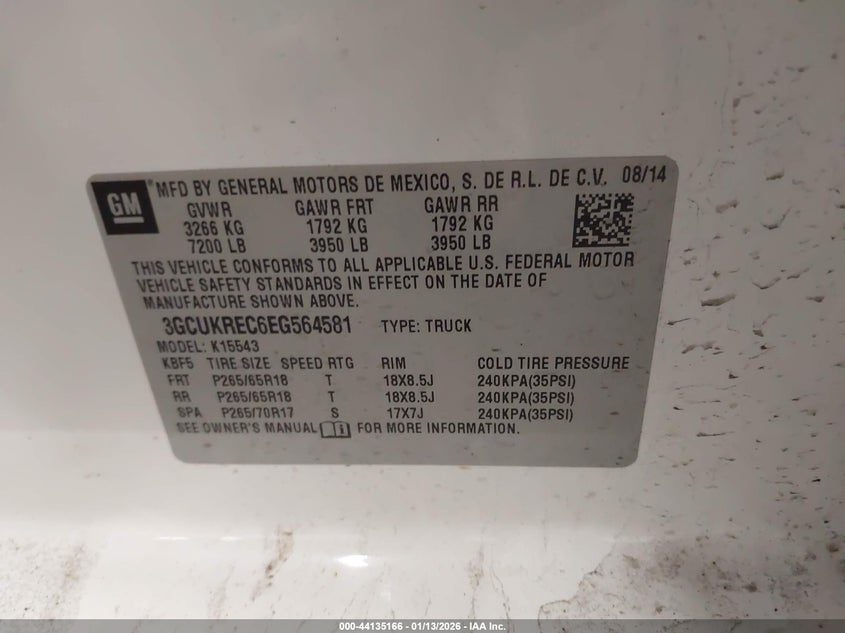 GM
® MFD BY GENERAL MOTORS DE MEXICO, S. DE R.L. DE C.V. 08/14
GVWR GAWR FRT GAWR RR
3266 KG 1792 KG 1792 KG
7200 LB 3950 LB 3950 LB
THIS VEHICLE CONFORMS TO ALL APPLICABLE U.S. FEDERAL MOTOR
VEHICLE SAFETY STANDARDS IN EFFECT ON THE DATE OF
MANUFACTURE SHOWN ABOVE.
3GCUKREC6EG564581 TYPE: TRUCK
MODEL: K15543
KBF5 TIRE SIZE SPEED RTG RIM COLD TIRE PRESSURE
FRT P265/65R18 T 18X8.5J 240KPA(35PSI)
RR P265/65R18 T 18X8.5J 240KPA(35PSI)
SPA P265/70R17 S 17X7J 240KPA(35PSI)
SEE OWNER'S MANUAL FOR MORE INFORMATION.
000-44135166 - 01/13/2026 - IAA Inc.